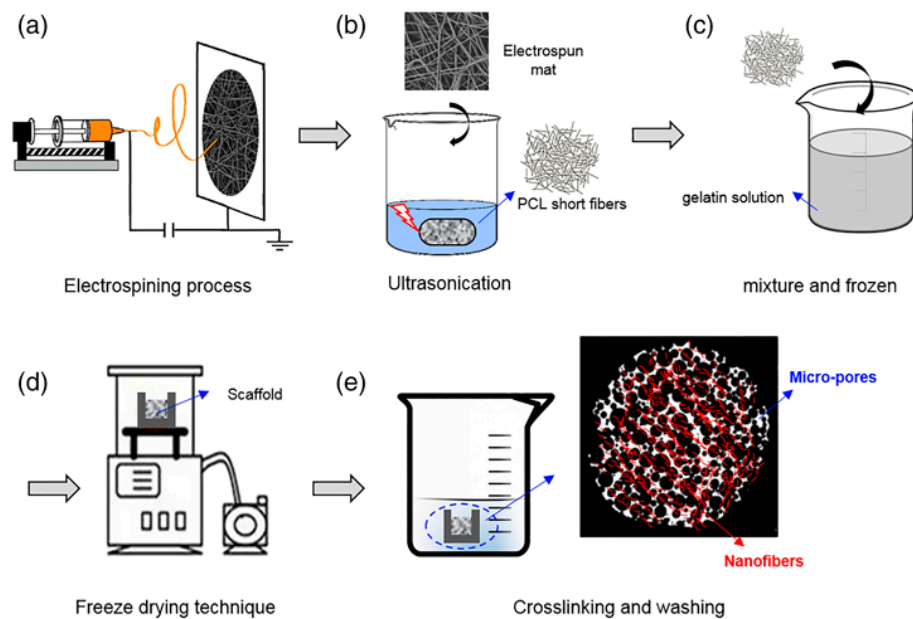 (a)
(b)
(c)
Electrospun
mat
PCL short fibers
gelatin solution
Electrospining process
Ultrasonication
mixture and frozen
(d)
(e)
Scaffold
Micro-pores
Nanofibers
Freeze drying technique
Crosslinking and washing